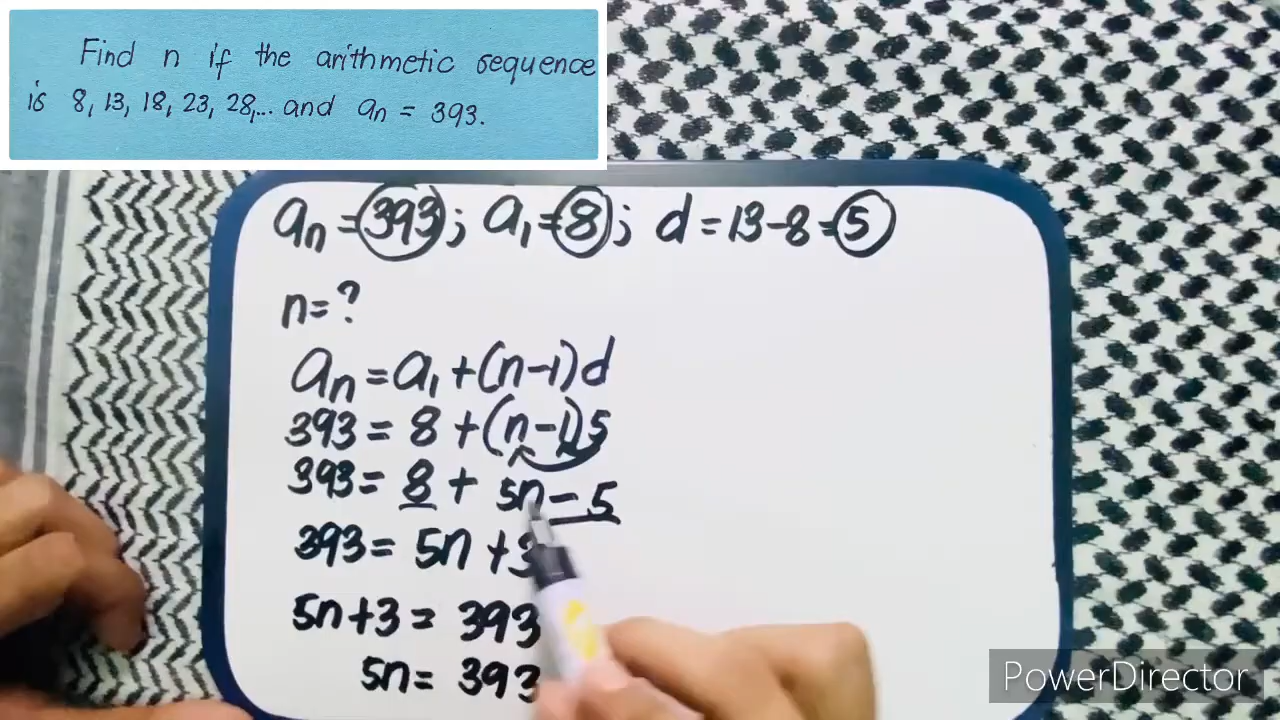 Find n if the arithmetic sequence
is 8, 13, 18, 23, 28,... and aₙ = 393.
aₙ = 393; a₁ = 8; d = 13-8 = 5
n = ?
aₙ = a₁ + (n-1)d
393 = 8 + (n-1)5
393 = 8 + 5n - 5
393 = 5n + 3
5n + 3 = 393
5n = 393
PowerDirector